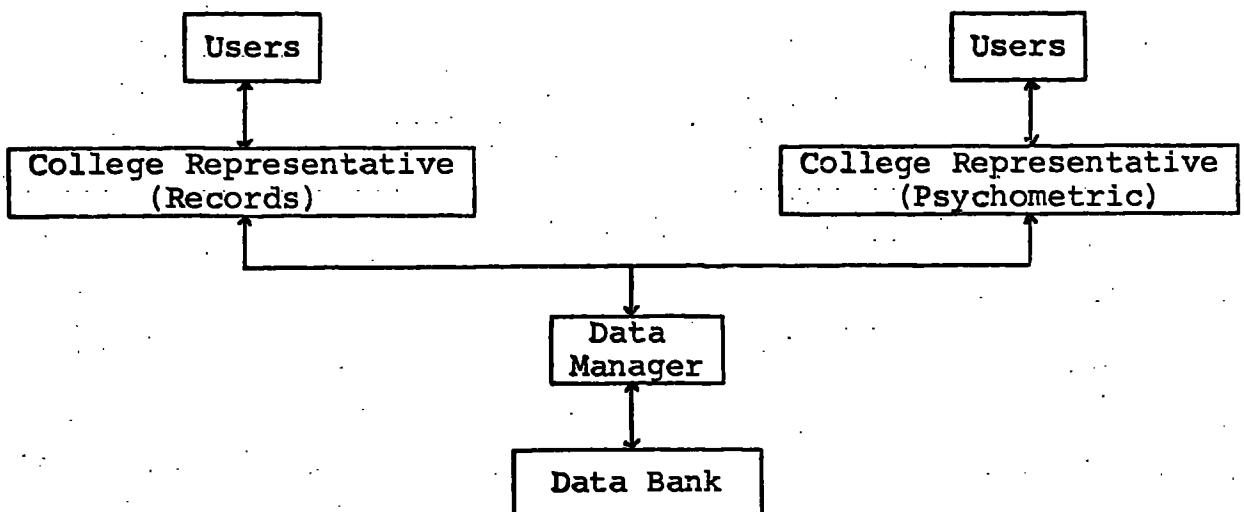 Users
Users
College Representative
(Records)
College Representative
(Psychometric)
Data
Manager
Data Bank